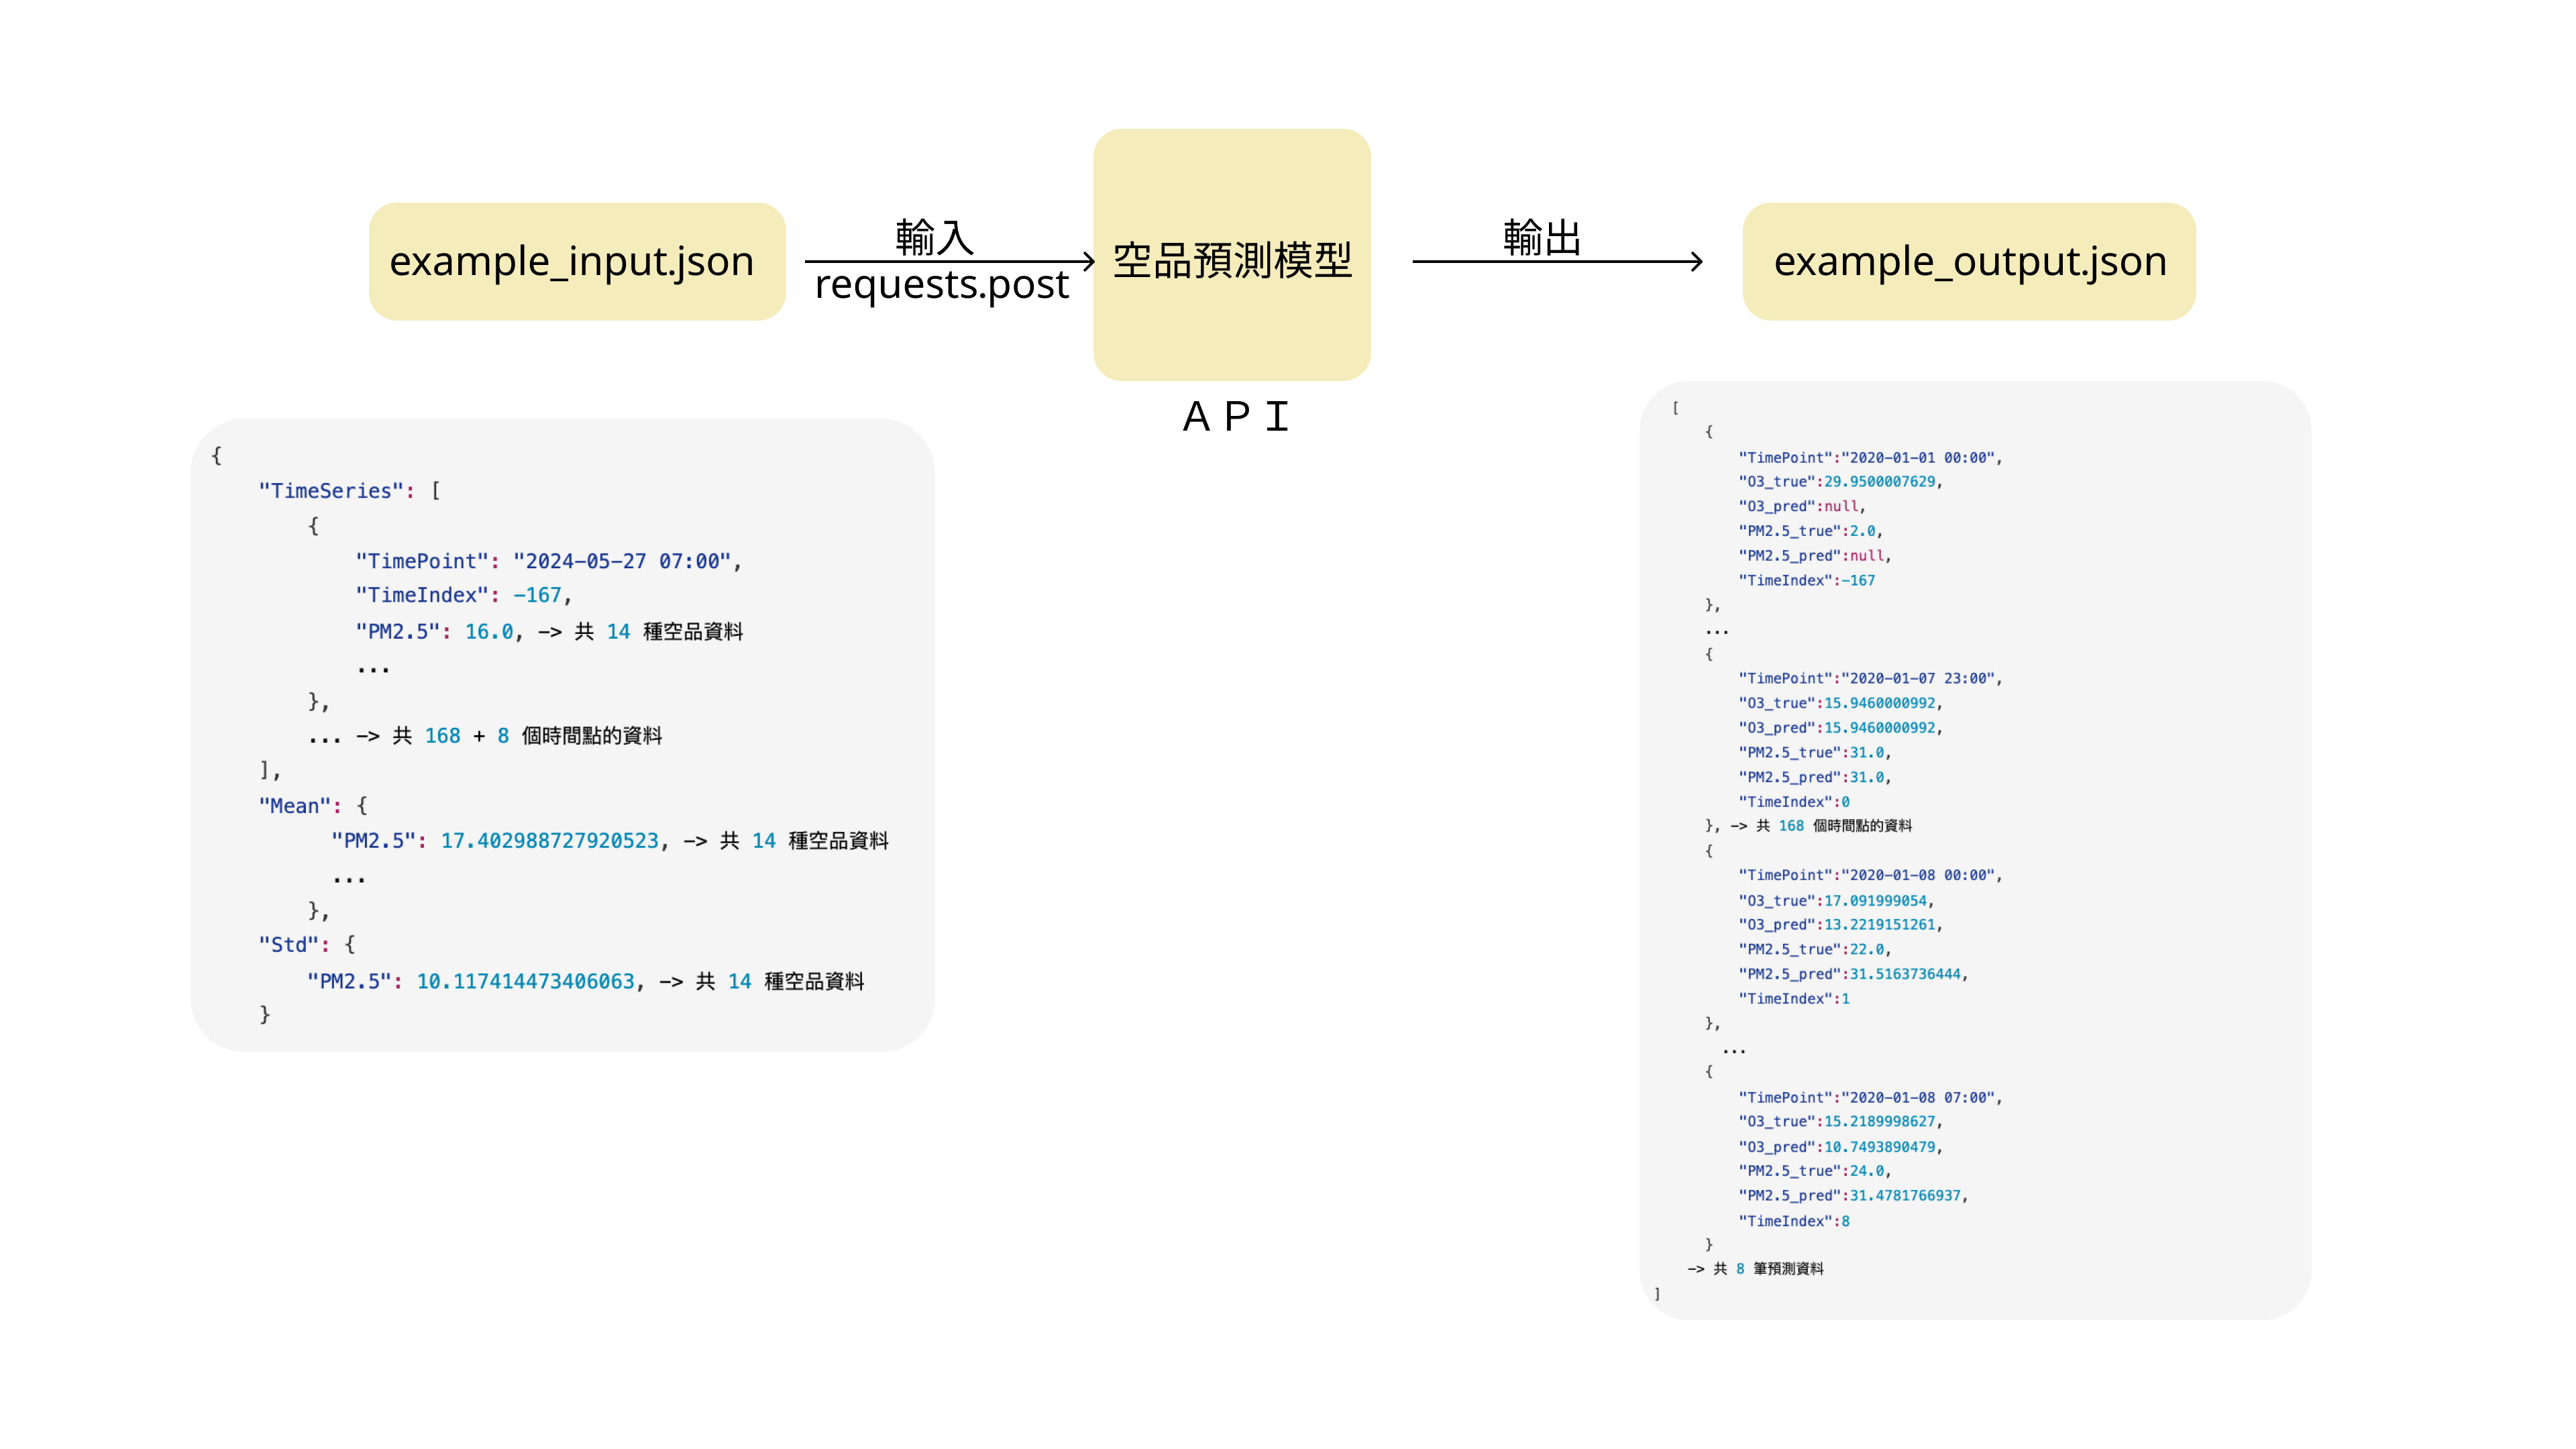 example_input.json
輸入
requests.post
空品預測模型
ＡＰＩ
輸出
example_output.json
{
"TimeSeries": [
{
"TimePoint": "2024-05-27 07:00",
"TimeIndex": -167,
"PM2.5": 16.0, -> 共 14 種空品資料
...
},
... -> 共 168 + 8 個時間點的資料
],
"Mean": {
"PM2.5": 17.402988727920523, -> 共 14 種空品資料
...
},
"Std": {
"PM2.5": 10.117414473406063, -> 共 14 種空品資料
}
[
{
"TimePoint":"2020-01-01 00:00",
"O3_true":29.9500007629,
"O3_pred":null,
"PM2.5_true":2.0,
"PM2.5_pred":null,
"TimeIndex":-167
},
...
{
"TimePoint":"2020-01-07 23:00",
"O3_true":15.9460000992,
"O3_pred":15.9460000992,
"PM2.5_true":31.0,
"PM2.5_pred":31.0,
"TimeIndex":0
}, -> 共 168 個時間點的資料
{
"TimePoint":"2020-01-08 00:00",
"O3_true":17.091999054,
"O3_pred":13.2219151261,
"PM2.5_true":22.0,
"PM2.5_pred":31.5163736444,
"TimeIndex":1
},
...
{
"TimePoint":"2020-01-08 07:00",
"O3_true":15.2189998627,
"O3_pred":10.7493890479,
"PM2.5_true":24.0,
"PM2.5_pred":31.4781766937,
"TimeIndex":8
}
-> 共 8 筆預測資料
]